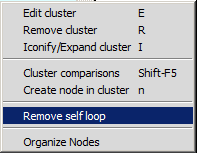 Edit cluster E
Remove cluster R
Iconify/Expand cluster I
Cluster comparisons Shift-F5
Create node in cluster n
Remove self loop
Organize Nodes